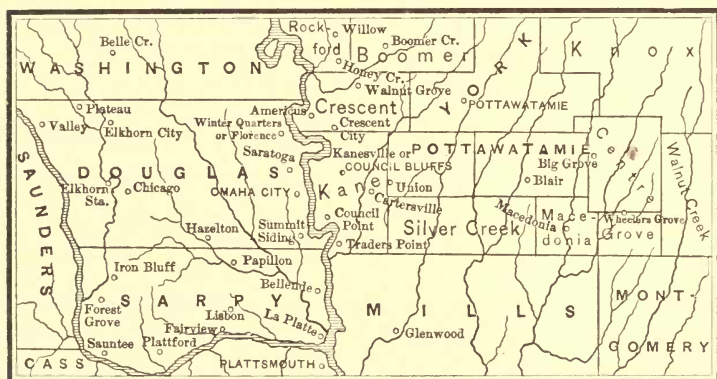 Rock-
ford
Willow
Belle Cr.
Boomer Cr.
Boomer
Knox
WASHINGTON
Honey Cr.
Walnut Grove
YORK
Plateau
Americus
Crescent
POTTAWATAMIE
Valley
Elkhorn City
Winter Quarters
or Florence
Crescent
City
Saratoga
Kanesville or
COUNCIL BLUFFS
POTTAWATAMIE
Big Grove
Centre
Walnut Creek
SAUNDERS
DOUGLAS
Elkhorn
Sta.
Chicago
OMAHA CITY
Kane
Union
Blair
Cartersville
Council
Point
Silver Creek
Macedonia
Mace-
donia
Wheelers Grove
Grove
Hazelton
Summit
Siding
Traders Point
Iron Bluff
Papillon
Bellende
MILLS
MONT-
GOMERY
Forest
Grove
SARPY
Lisbon
La Platte
Fairview
Glenwood
Sauntee
Plattford
CASS
PLATTSMOUTH